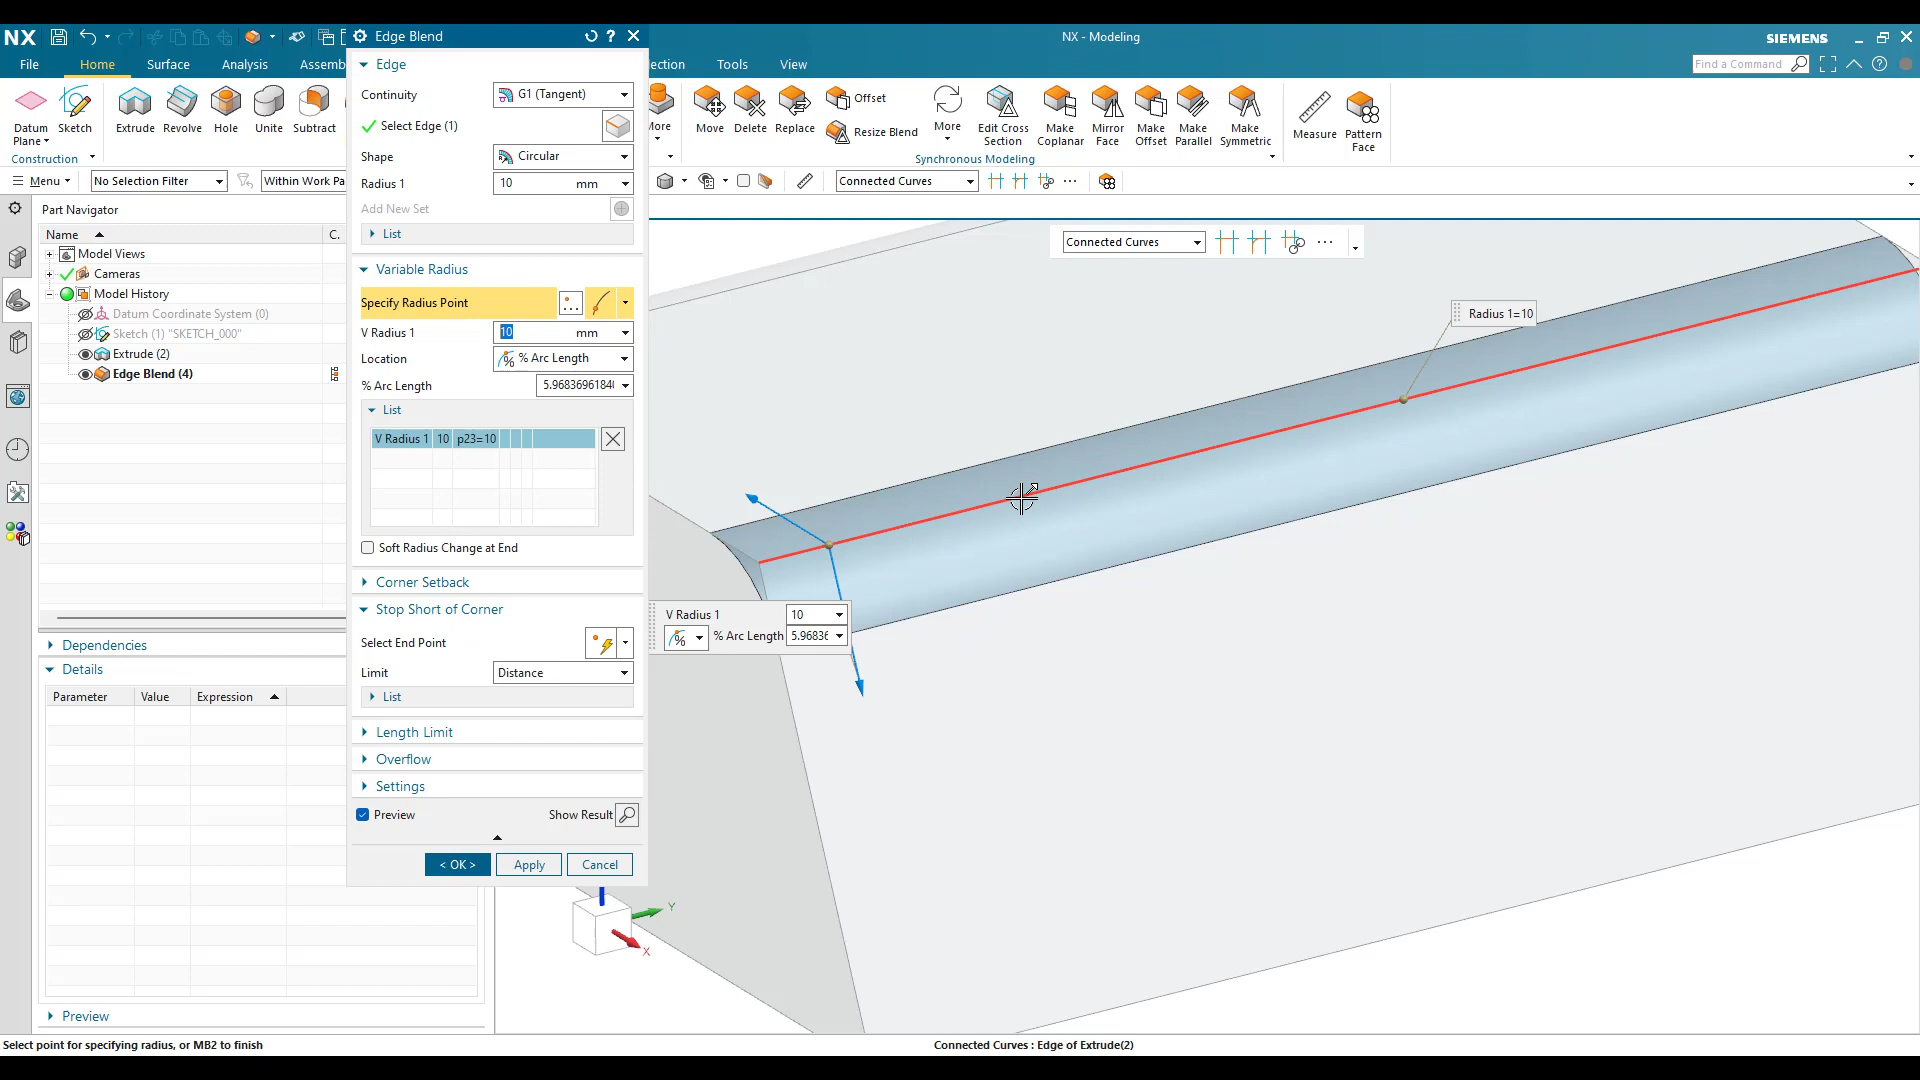 NX
Edge Blend
NX - Modeling
SIEMENS
File
Home
Surface
Analysis
Assemb
ection
Tools
View
Find a Command
Datum Plane
Sketch
Extrude
Revolve
Hole
Unite
Subtract
Construction
More
Move
Delete
Replace
Offset
Resize Blend
More
Edit Cross Section
Make Coplanar
Mirror Face
Make Offset
Make Parallel
Make Symmetric
Measure
Pattern Face
Synchronous Modeling
Menu
No Selection Filter
Within Work Pa
Connected Curves
Part Navigator
Name
C.
Model Views
Cameras
Model History
Datum Coordinate System (0)
Sketch (1) "SKETCH_000"
Extrude (2)
Edge Blend (4)
Dependencies
Details
Parameter
Value
Expression
Preview
Edge
Continuity
G1 (Tangent)
Select Edge (1)
Shape
Circular
Radius 1
10
mm
Add New Set
List
Variable Radius
Specify Radius Point
V Radius 1
10
mm
Location
% Arc Length
% Arc Length
5.9683696184
List
V Radius 1
10
p23=10
Soft Radius Change at End
Corner Setback
Stop Short of Corner
Select End Point
Limit
Distance
List
Length Limit
Overflow
Settings
Preview
Show Result
< OK >
Apply
Cancel
Connected Curves
Radius 1=10
V Radius 1
10
% Arc Length
5.9683
Y
X
Select point for specifying radius, or MB2 to finish
Connected Curves : Edge of Extrude(2)